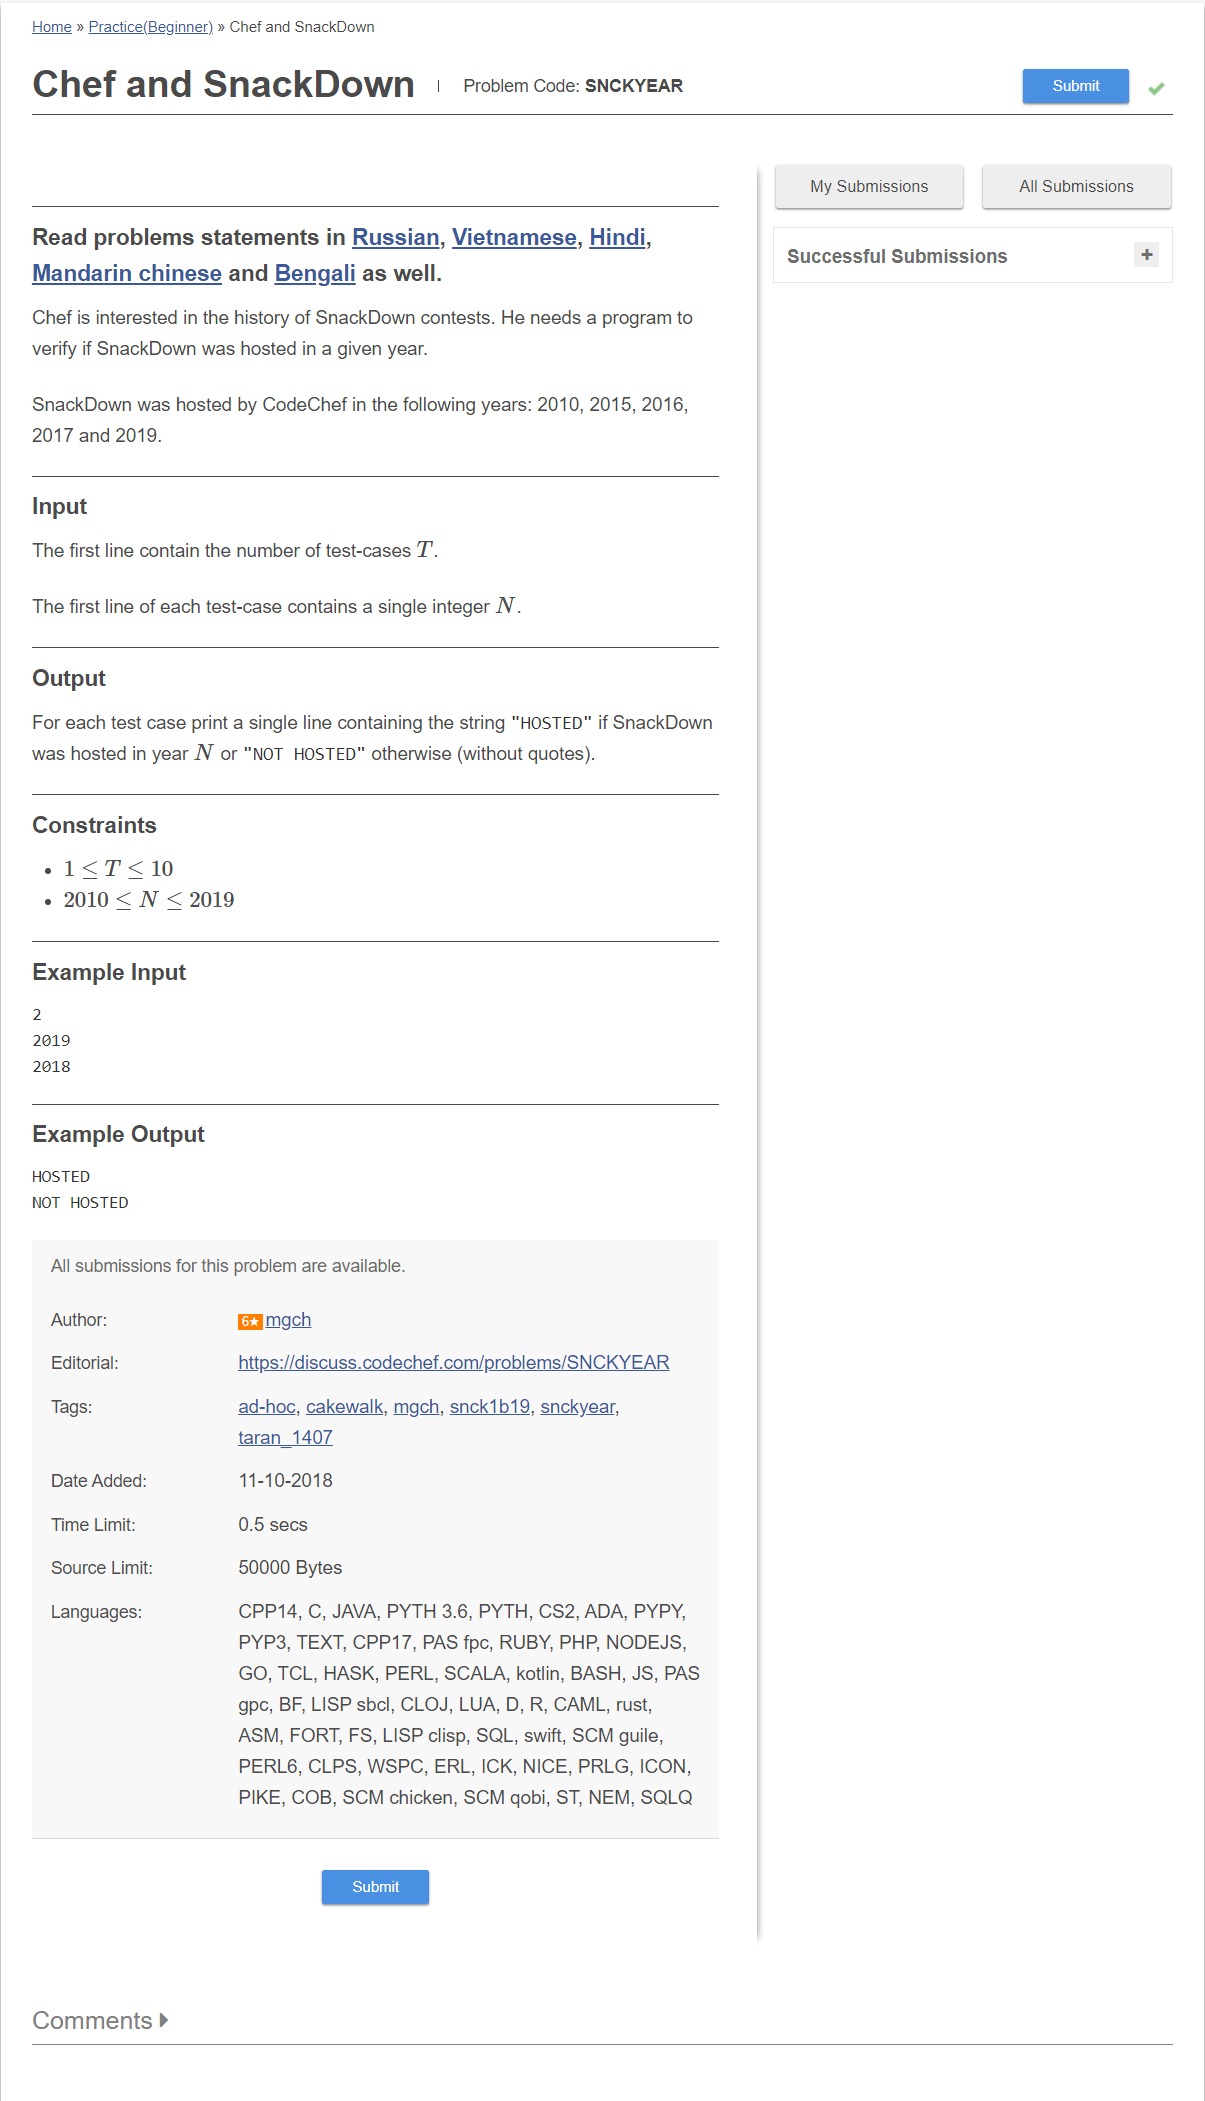 Home » Practice(Beginner) » Chef and SnackDown
Chef and SnackDown
Problem Code: SNCKYEAR
Submit
My Submissions
All Submissions
Successful Submissions
+
Read problems statements in Russian, Vietnamese, Hindi,
Mandarin chinese and Bengali as well.
Chef is interested in the history of SnackDown contests. He needs a program to
verify if SnackDown was hosted in a given year.
SnackDown was hosted by CodeChef in the following years: 2010, 2015, 2016,
2017 and 2019.
Input
The first line contain the number of test-cases T.
The first line of each test-case contains a single integer N.
Output
For each test case print a single line containing the string "HOSTED" if SnackDown
was hosted in year N or "NOT HOSTED" otherwise (without quotes).
Constraints
• 1 ≤ T ≤ 10
• 2010 ≤ N ≤ 2019
Example Input
2
2019
2018
Example Output
HOSTED
NOT HOSTED
All submissions for this problem are available.
Author: 6★ mgch
Editorial: https://discuss.codechef.com/problems/SNCKYEAR
Tags: ad-hoc, cakewalk, mgch, snck1b19, snckyear,
taran_1407
Date Added: 11-10-2018
Time Limit: 0.5 secs
Source Limit: 50000 Bytes
Languages: CPP14, C, JAVA, PYTH 3.6, PYTH, CS2, ADA, PYPY,
PYP3, TEXT, CPP17, PAS fpc, RUBY, PHP, NODEJS,
GO, TCL, HASK, PERL, SCALA, kotlin, BASH, JS, PAS
gpc, BF, LISP sbcl, CLOJ, LUA, D, R, CAML, rust,
ASM, FORT, FS, LISP clisp, SQL, swift, SCM guile,
PERL6, CLPS, WSPC, ERL, ICK, NICE, PRLG, ICON,
PIKE, COB, SCM chicken, SCM qobi, ST, NEM, SQLQ
Submit
Comments